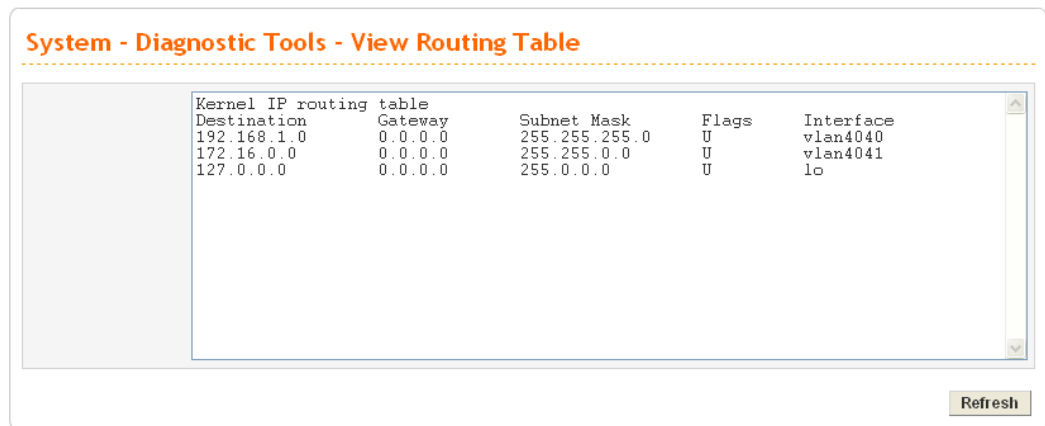 System - Diagnostic Tools - View Routing Table
Kernel IP routing table
Destination Gateway Subnet Mask Flags Interface
192.168.1.0 0.0.0.0 255.255.255.0 U vlan4040
172.16.0.0 0.0.0.0 255.255.0.0 U vlan4041
127.0.0.0 0.0.0.0 255.0.0.0 U lo
Refresh